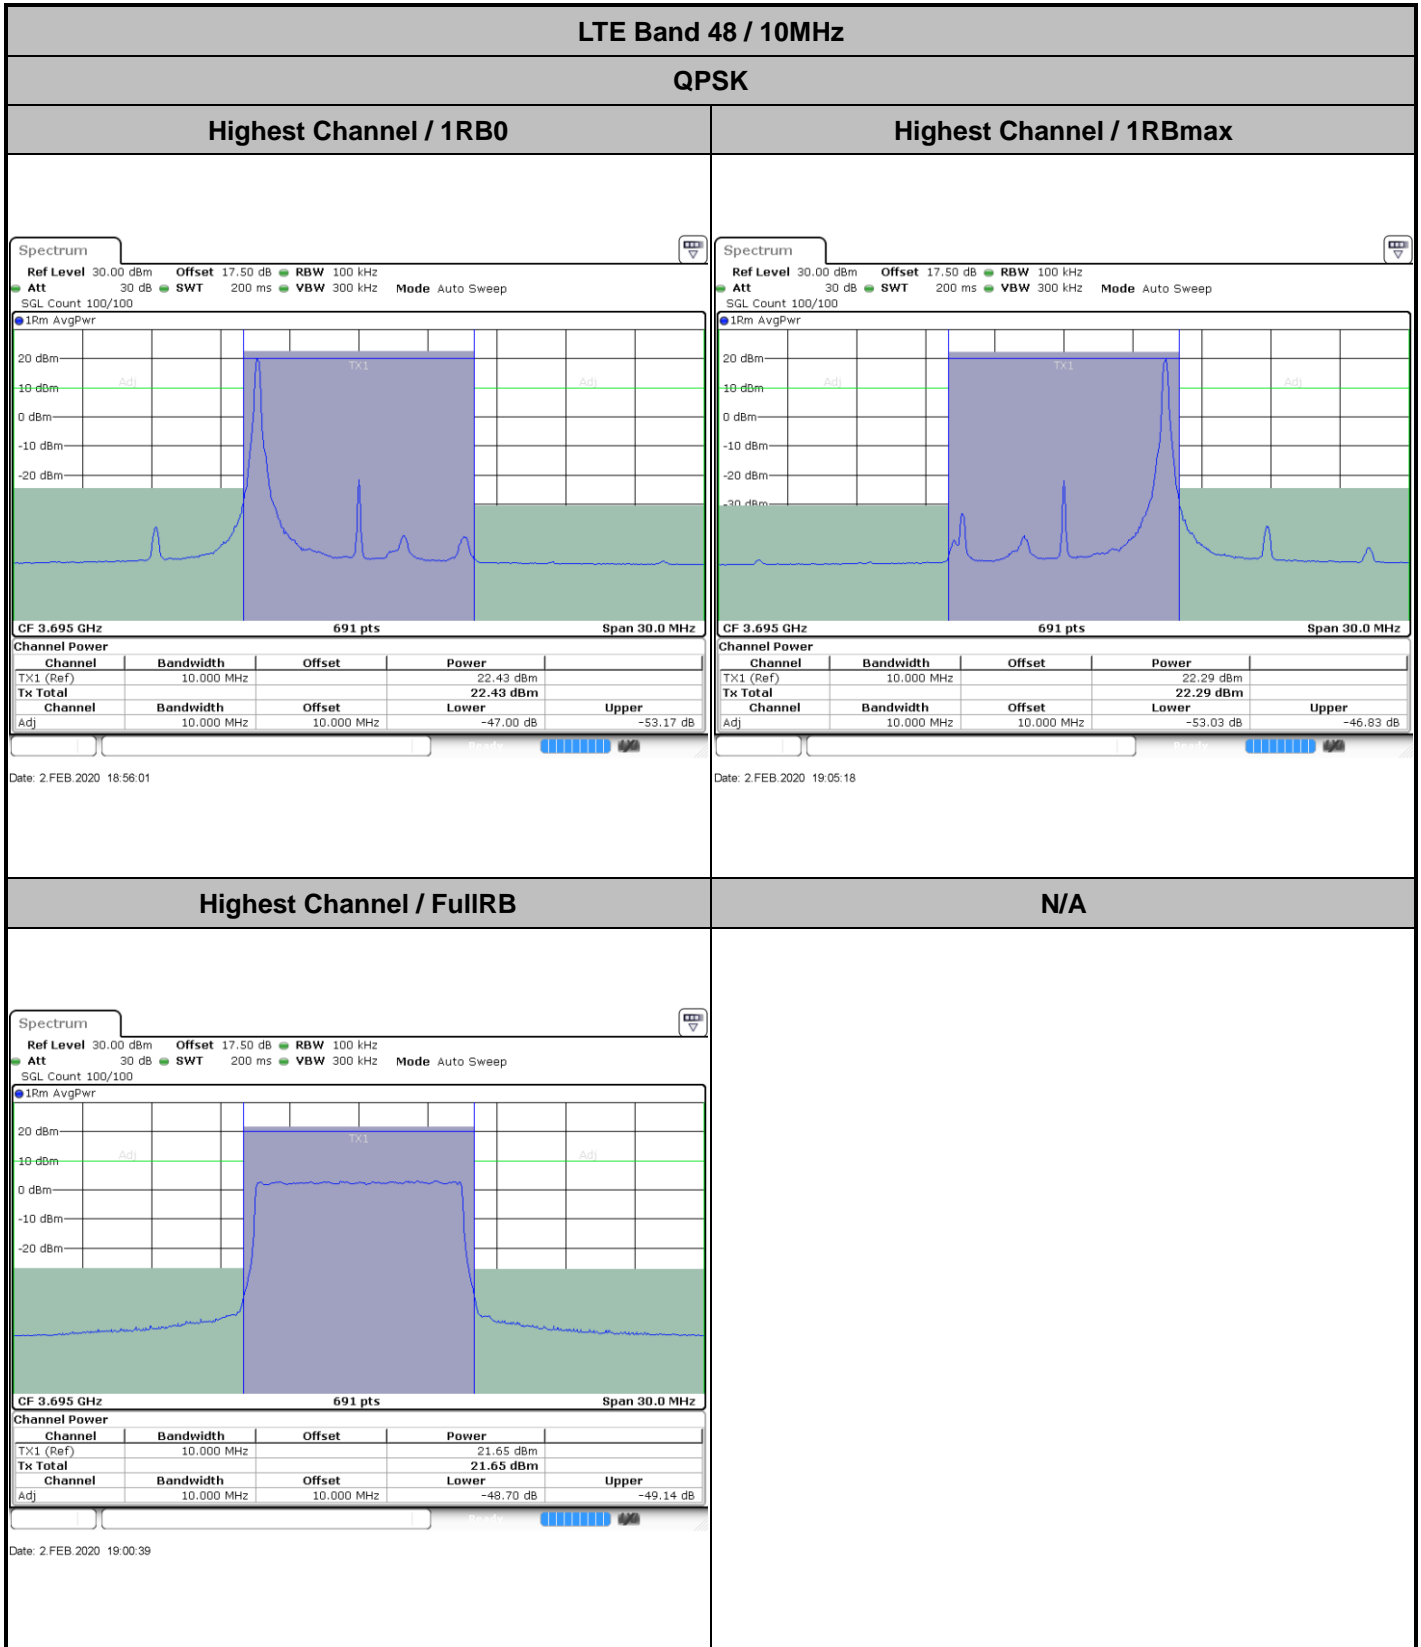 LTE Band 48 / 10MHz
QPSK
Highest Channel / 1RB0
Highest Channel / 1RBmax
Spectrum
Ref Level 30.00 dBm Offset 17.50 dB RBW 100 kHz
Att 30 dB SWT 200 ms VBW 300 kHz Mode Auto Sweep
SGL Count 100/100
1Rm AvgPwr
TX1
Adj
Adj
20 dBm
10 dBm
0 dBm
-10 dBm
-20 dBm
CF 3.695 GHz 691 pts Span 30.0 MHz
Channel Power
Channel Bandwidth Offset Power
TX1 (Ref) 10.000 MHz 22.43 dBm
Tx Total 22.43 dBm
Channel Bandwidth Offset Lower Upper
Adj 10.000 MHz 10.000 MHz -47.00 dB -53.17 dB
Ready
Date: 2.FEB.2020 18:56:01
Spectrum
Ref Level 30.00 dBm Offset 17.50 dB RBW 100 kHz
Att 30 dB SWT 200 ms VBW 300 kHz Mode Auto Sweep
SGL Count 100/100
1Rm AvgPwr
TX1
Adj
Adj
20 dBm
10 dBm
0 dBm
-10 dBm
-20 dBm
-30 dBm
CF 3.695 GHz 691 pts Span 30.0 MHz
Channel Power
Channel Bandwidth Offset Power
TX1 (Ref) 10.000 MHz 22.29 dBm
Tx Total 22.29 dBm
Channel Bandwidth Offset Lower Upper
Adj 10.000 MHz 10.000 MHz -53.03 dB -46.83 dB
Ready
Date: 2.FEB.2020 19:05:18
Highest Channel / FullRB
N/A
Spectrum
Ref Level 30.00 dBm Offset 17.50 dB RBW 100 kHz
Att 30 dB SWT 200 ms VBW 300 kHz Mode Auto Sweep
SGL Count 100/100
1Rm AvgPwr
TX1
Adj
Adj
20 dBm
10 dBm
0 dBm
-10 dBm
-20 dBm
CF 3.695 GHz 691 pts Span 30.0 MHz
Channel Power
Channel Bandwidth Offset Power
TX1 (Ref) 10.000 MHz 21.65 dBm
Tx Total 21.65 dBm
Channel Bandwidth Offset Lower Upper
Adj 10.000 MHz 10.000 MHz -48.70 dB -49.14 dB
Ready
Date: 2.FEB.2020 19:00:39